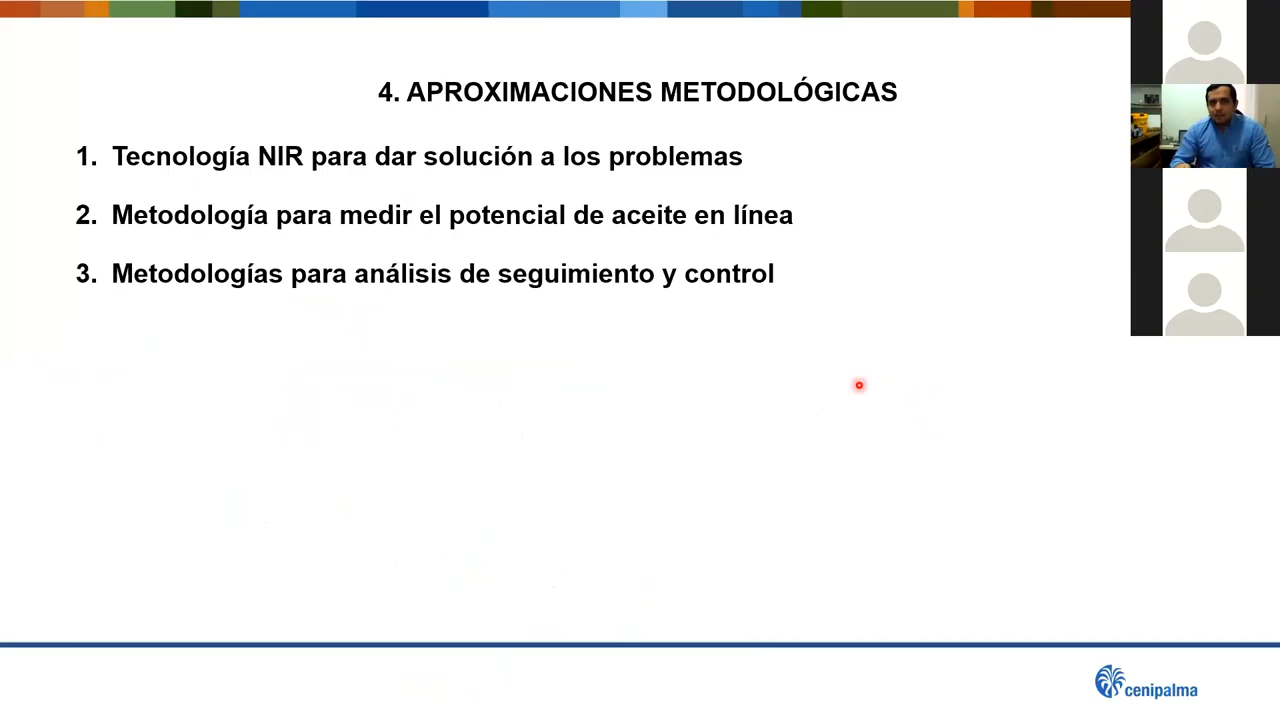 4. APROXIMACIONES METODOLÓGICAS
1. Tecnología NIR para dar solución a los problemas
2. Metodología para medir el potencial de aceite en línea
3. Metodologías para análisis de seguimiento y control
cenipalma